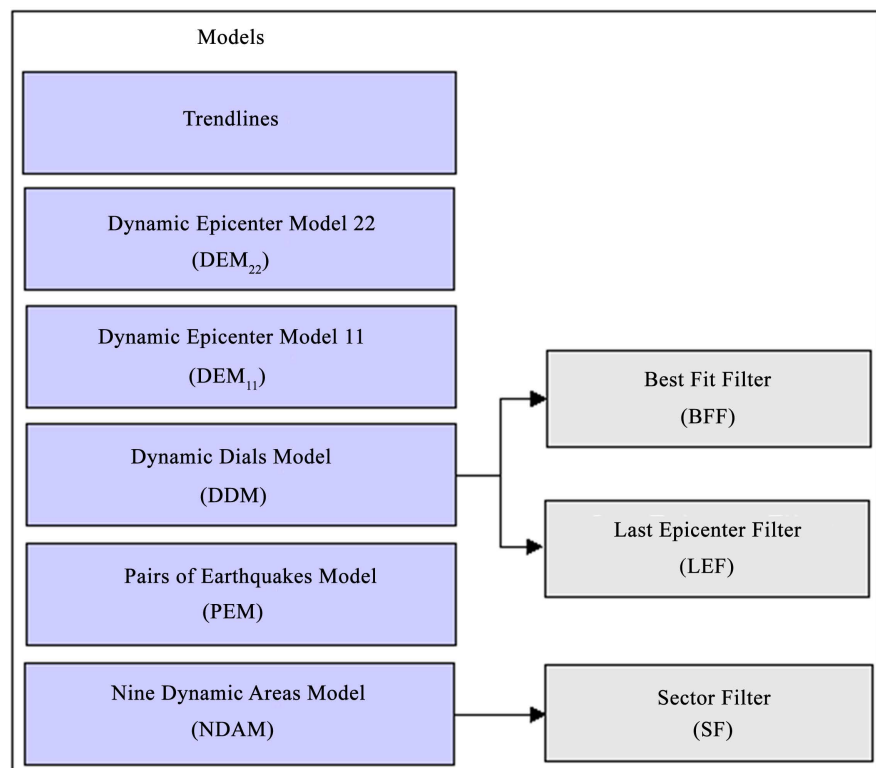 Models
Trendlines
Dynamic Epicenter Model 22
(DEM₂₂)
Dynamic Epicenter Model 11
(DEM₁₁)
Dynamic Dials Model
(DDM)
Pairs of Earthquakes Model
(PEM)
Nine Dynamic Areas Model
(NDAM)
Best Fit Filter
(BFF)
Last Epicenter Filter
(LEF)
Sector Filter
(SF)